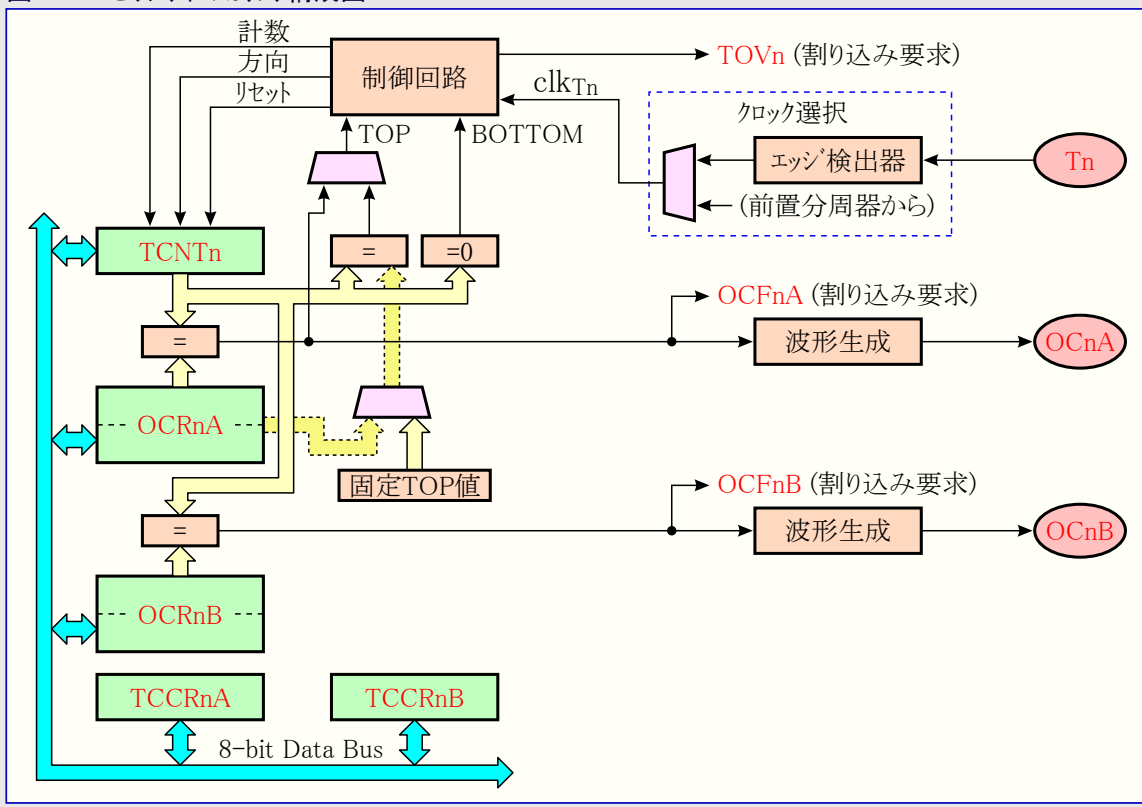 計数
方向
リセット
制御回路
TOVn (割り込み要求)
clkTn
TOP
BOTTOM
クロック選択
エッジ検出器
Tn
(前置分周器から)
TCNTn
=
=0
OCFnA (割り込み要求)
=
波形生成
OCnA
OCRnA
固定TOP値
OCFnB (割り込み要求)
=
波形生成
OCnB
OCRnB
TCCRnA
TCCRnB
8-bit Data Bus